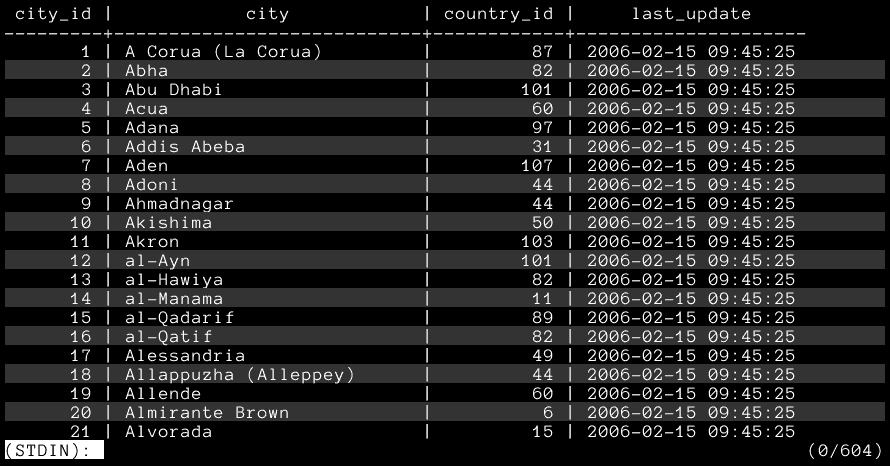 city_id | city | country_id | last_update
---------+-------------------------------+-------------+---------------------
1 | A Corua (La Corua) | 87 | 2006-02-15 09:45:25
2 | Abha | 82 | 2006-02-15 09:45:25
3 | Abu Dhabi | 101 | 2006-02-15 09:45:25
4 | Acua | 60 | 2006-02-15 09:45:25
5 | Adana | 97 | 2006-02-15 09:45:25
6 | Addis Abeba | 31 | 2006-02-15 09:45:25
7 | Aden | 107 | 2006-02-15 09:45:25
8 | Adoni | 44 | 2006-02-15 09:45:25
9 | Ahmadnagar | 44 | 2006-02-15 09:45:25
10 | Akishima | 50 | 2006-02-15 09:45:25
11 | Akron | 103 | 2006-02-15 09:45:25
12 | al-Ayn | 101 | 2006-02-15 09:45:25
13 | al-Hawiya | 82 | 2006-02-15 09:45:25
14 | al-Manama | 11 | 2006-02-15 09:45:25
15 | al-Qadarif | 89 | 2006-02-15 09:45:25
16 | al-Qatif | 82 | 2006-02-15 09:45:25
17 | Alessandria | 49 | 2006-02-15 09:45:25
18 | Allappuzha (Alleppey) | 44 | 2006-02-15 09:45:25
19 | Allende | 60 | 2006-02-15 09:45:25
20 | Almirante Brown | 6 | 2006-02-15 09:45:25
21 | Alvorada | 15 | 2006-02-15 09:45:25
(STDIN): (0/604)